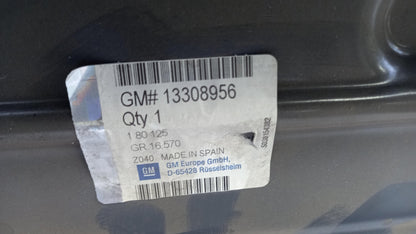 GM# 13308956
Qty 1
1 80 125
GR.16.570
Z040 MADE IN SPAIN
GM
GM Europe GmbH,
D-65428 Rüsselsheim